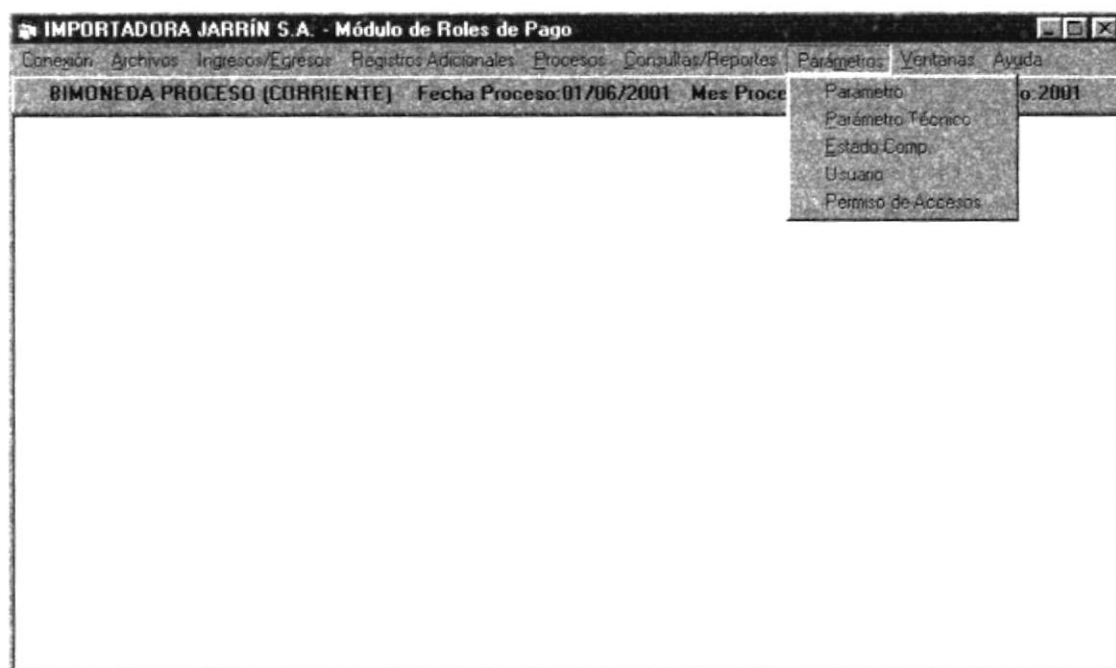 IMPORTADORA JARRÍN S.A. - Módulo de Roles de Pago
Conexión Archivos Ingresos/Egresos Registros Adicionales Procesos Consultas/Reportes Parámetros Ventanas Ayuda
BIMONEDA PROCESO (CORRIENTE) Fecha Proceso:01/06/2001 Mes Proce o:2001
Parámetro
Parámetro Técnico
Estado Comp.
Usuario
Permiso de Accesos